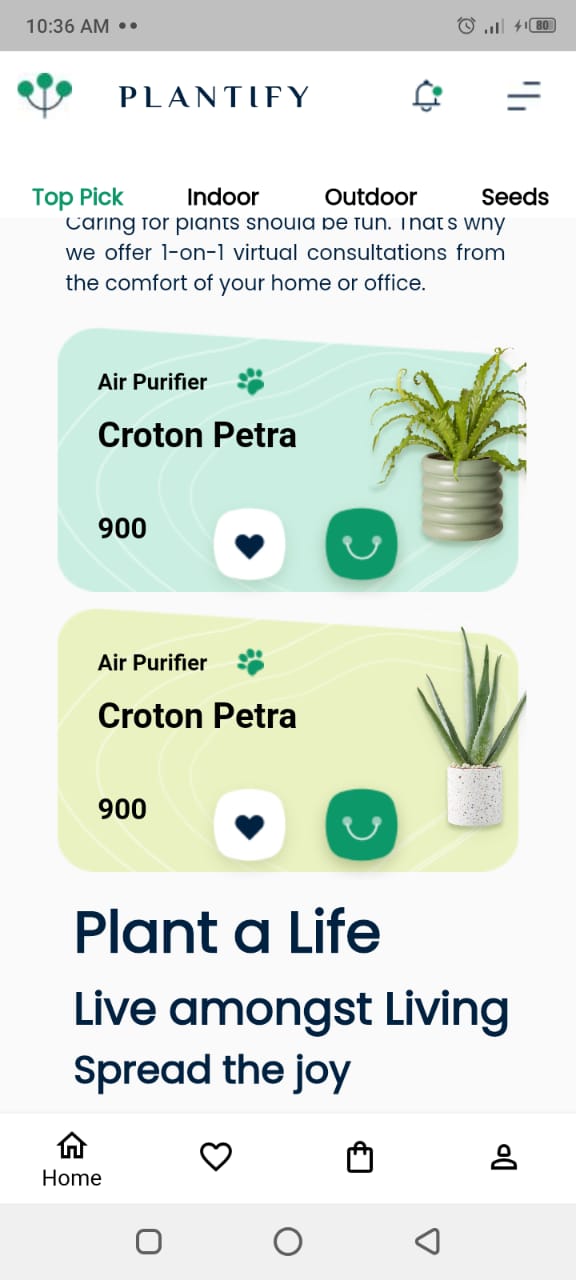 10:36 AM
80
PLANTIFY
Top Pick Indoor Outdoor Seeds
Caring for plants should be fun. That's why
we offer 1-on-1 virtual consultations from
the comfort of your home or office.
Air Purifier
Croton Petra
900
Air Purifier
Croton Petra
900
Plant a Life
Live amongst Living
Spread the joy
Home